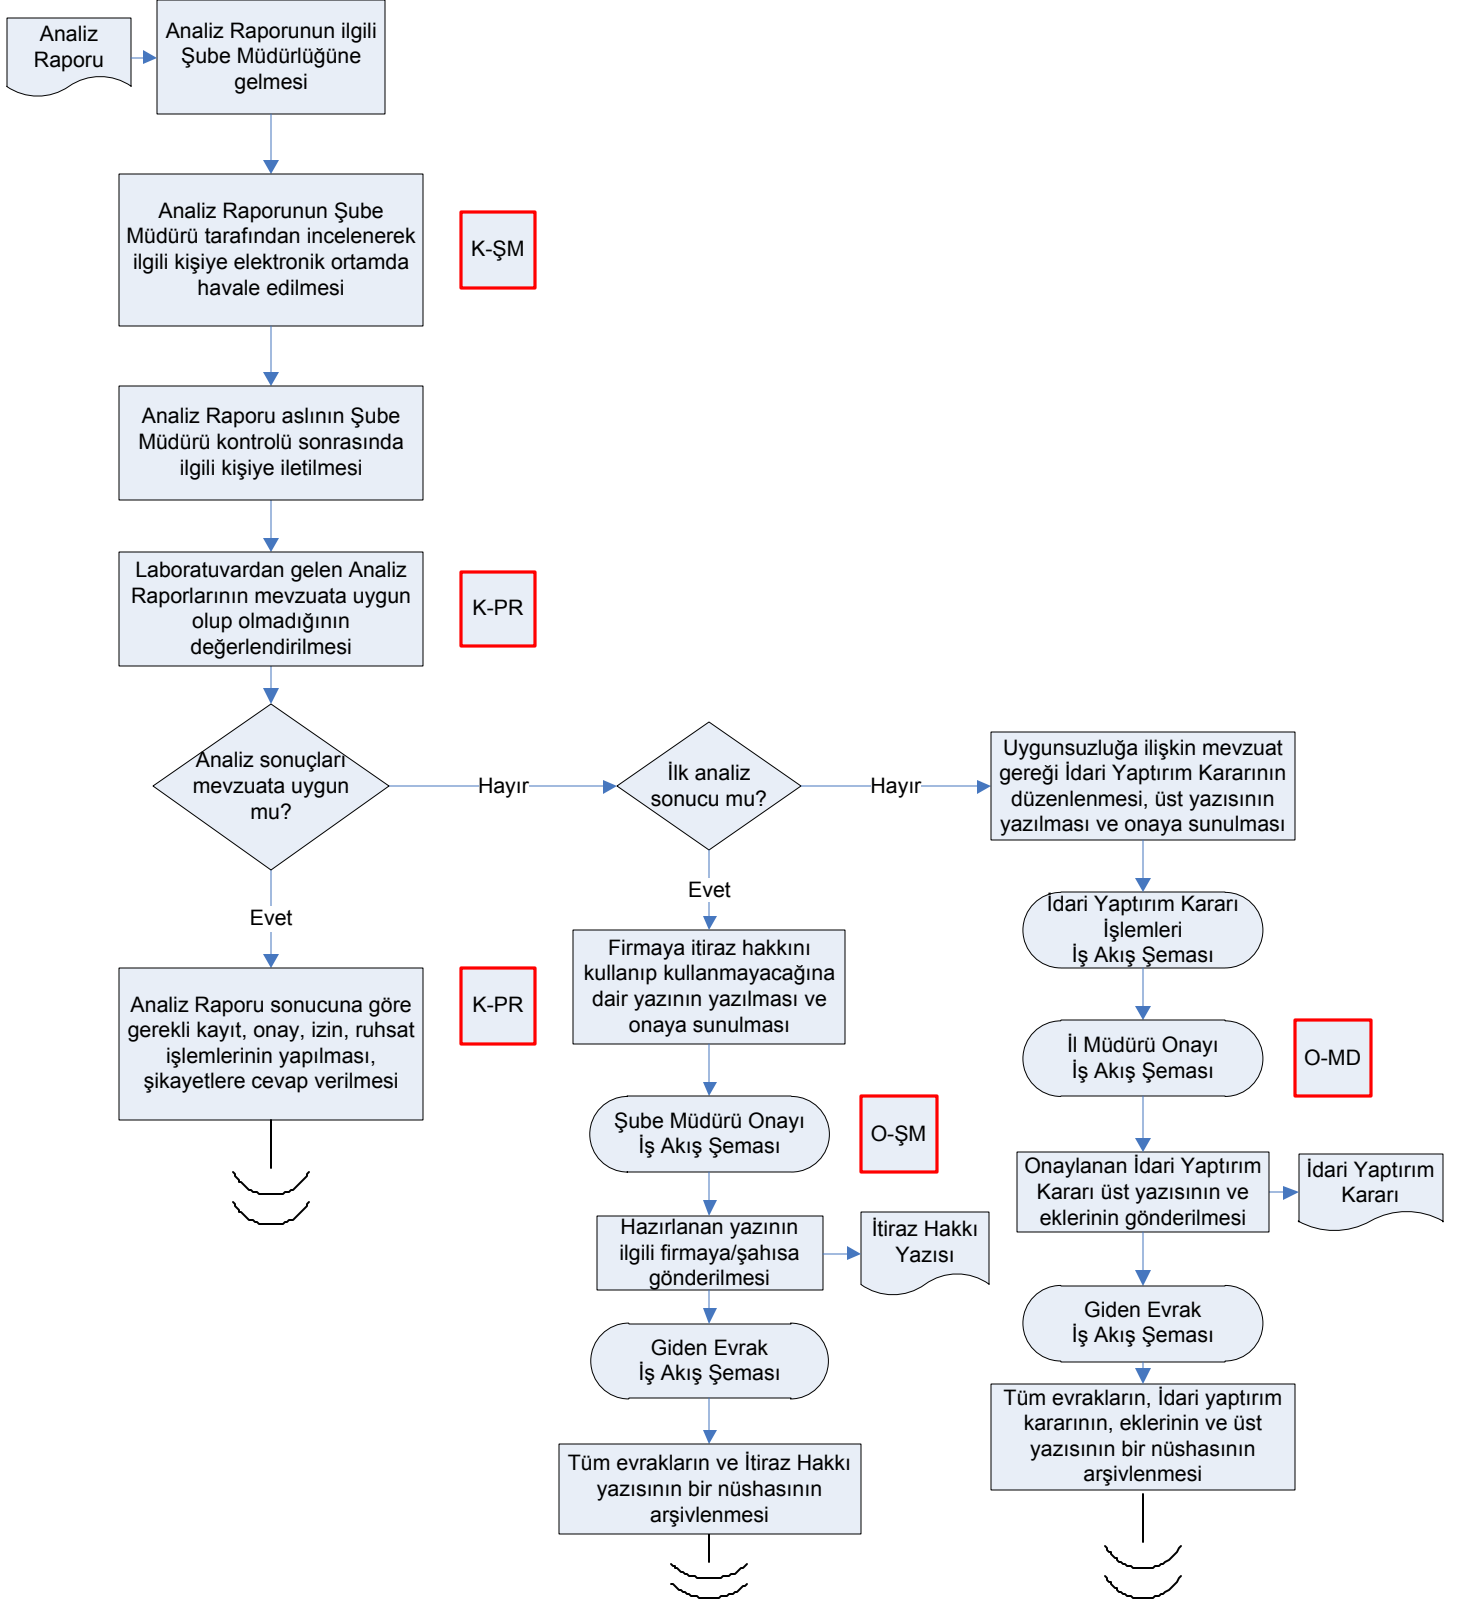 Analiz
Raporu
Analiz Raporunun ilgili
Şube Müdürlüğüne
gelmesi
Analiz Raporunun Şube
Müdürü tarafından incelenerek
ilgili kişiye elektronik ortamda
havale edilmesi
K-ŞM
Analiz Raporu aslının Şube
Müdürü kontrolü sonrasında
ilgili kişiye iletilmesi
Laboratuvardan gelen Analiz
Raporlarının mevzuata uygun
olup olmadığının
değerlendirilmesi
K-PR
Analiz sonuçları
mevzuata uygun
mu?
Hayır
Evet
Analiz Raporu sonucuna göre
gerekli kayıt, onay, izin, ruhsat
işlemlerinin yapılması,
şikayetlere cevap verilmesi
K-PR
İlk analiz
sonucu mu?
Hayır
Evet
Firmaya itiraz hakkını
kullanıp kullanmayacağına
dair yazının yazılması ve
onaya sunulması
Şube Müdürü Onayı
İş Akış Şeması
O-ŞM
Hazırlanan yazının
ilgili firmaya/şahısa
gönderilmesi
İtiraz Hakkı
Yazısı
Giden Evrak
İş Akış Şeması
Tüm evrakların ve İtiraz Hakkı
yazısının bir nüshasının
arşivlenmesi
Uygunsuzluğa ilişkin mevzuat
gereği İdari Yaptırım Kararının
düzenlenmesi, üst yazısının
yazılması ve onaya sunulması
İdari Yaptırım Kararı
İşlemleri
İş Akış Şeması
İl Müdürü Onayı
İş Akış Şeması
O-MD
Onaylanan İdari Yaptırım
Kararı üst yazısının ve
eklerinin gönderilmesi
İdari Yaptırım
Kararı
Giden Evrak
İş Akış Şeması
Tüm evrakların, İdari yaptırım
kararının, eklerinin ve üst
yazısının bir nüshasının
arşivlenmesi